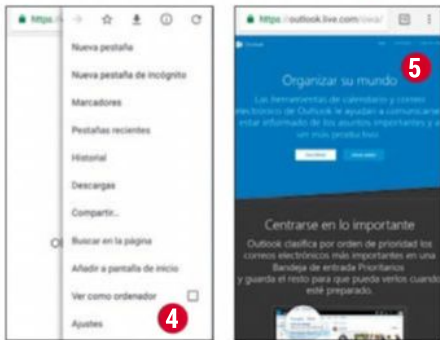 https
Nueva pestaña
Nueva pestaña de incógnito
Marcadores
Pestañas recientes
Historial
Descargas
Compartir...
Buscar en la página
Añadir a pantalla de inicio
Ver como ordenador
Ajustes
4
https://outlook.live.com/owa/
5
Organizar su mundo
Las herramientas de calendario y correo
electrónico de Outlook le ayudan a comunicarse
estar informado de los asuntos importantes y a
ser más productivo.
Centrarse en lo importante
Outlook clasifica por orden de prioridad los
correos electrónicos más importantes en una
Bandeja de entrada Prioritarios
y guarda el resto para que pueda verlos cuando
esté preparado.